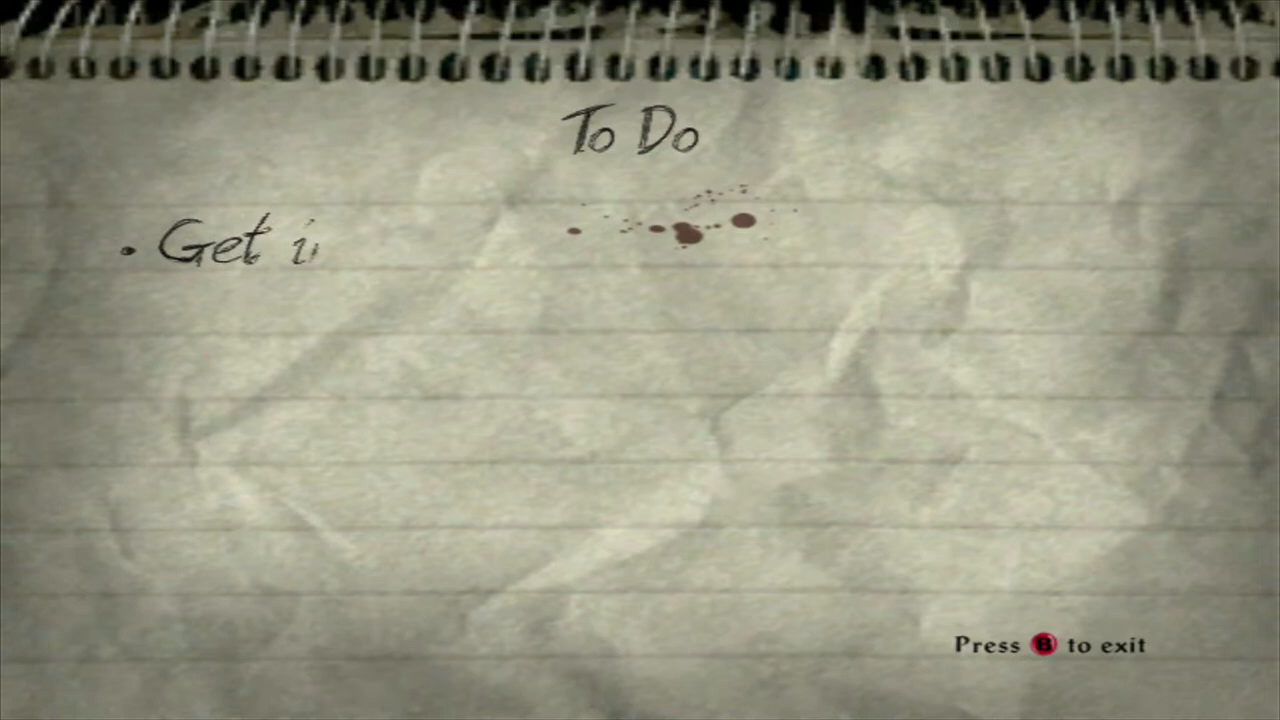 To Do
• Get
Press B to exit